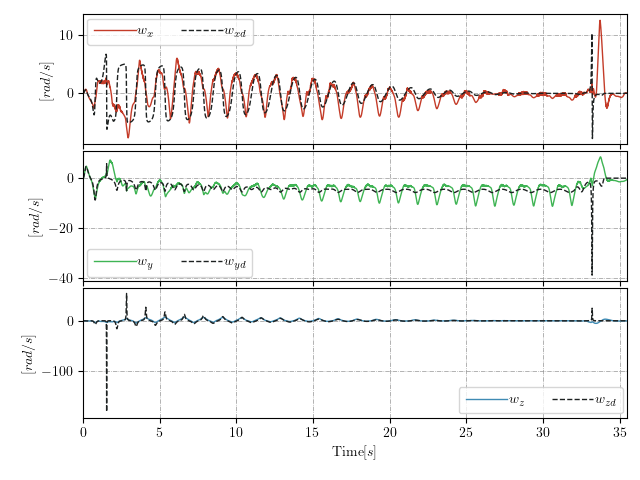 w_x w_xd
10
0
[rad/s]
0
−20
−40
[rad/s]
w_y w_yd
0
−100
[rad/s]
w_z w_zd
0 5 10 15 20 25 30 35
Time[s]